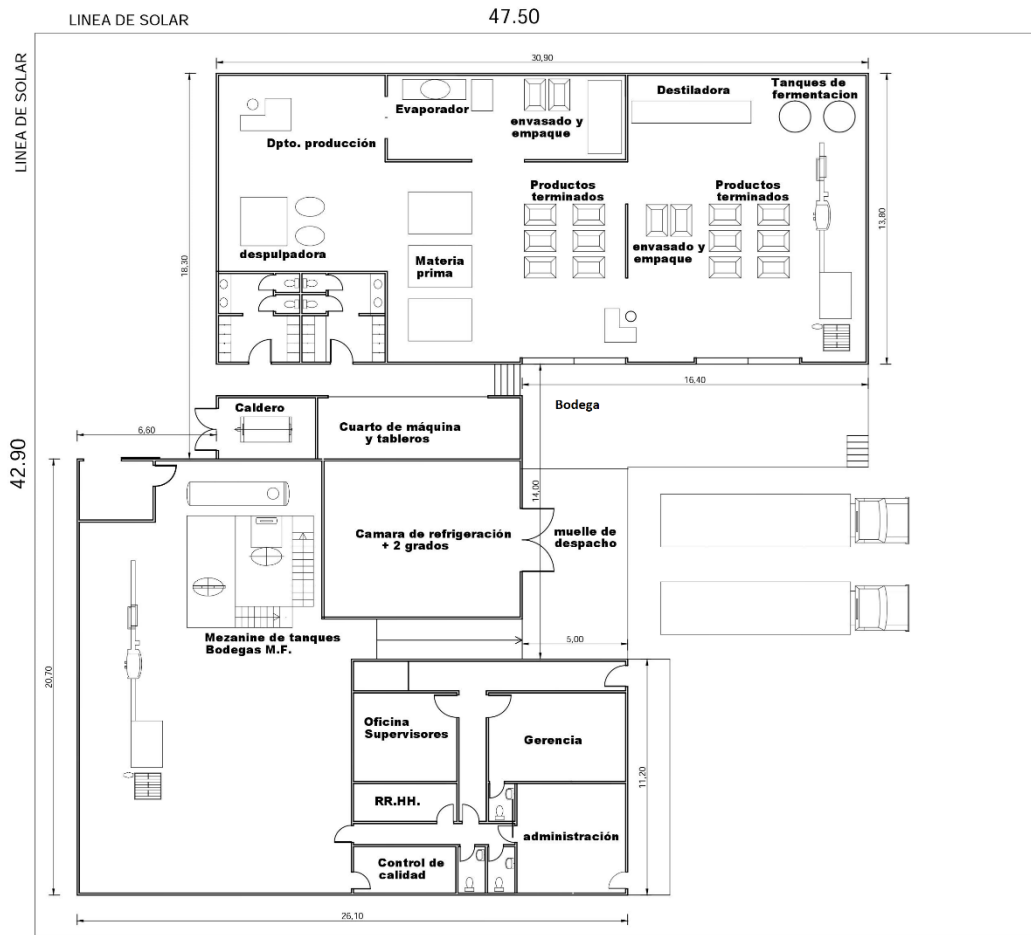 LINEA DE SOLAR
47.50
LINEA DE SOLAR
30,90
Evaporador
envasado y
empaque
Destiladora
Tanques de
fermentacion
Dpto. producción
Productos
terminados
Productos
terminados
13,80
despulpadora
Materia
prima
envasado y
empaque
18,30
16,40
Bodega
Caldero
Cuarto de máquina
y tableros
6,60
42.90
14,00
Camara de refrigeración
+ 2 grados
muelle de
despacho
Mezanine de tanques
Bodegas M.F.
5,00
20,70
Oficina
Supervisores
Gerencia
11,20
RR.HH.
administración
Control de
calidad
26,10